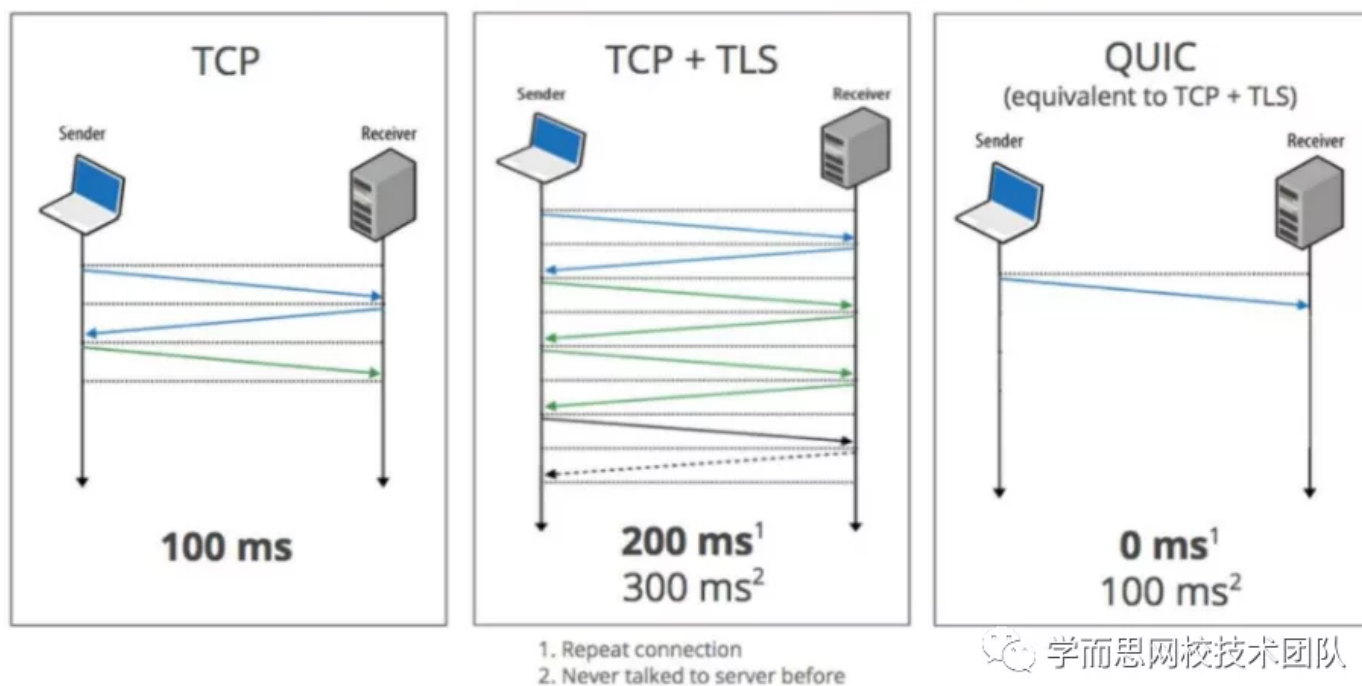 TCP
Sender
Receiver
100 ms
TCP + TLS
Sender
Receiver
200 ms¹
300 ms²
QUIC
(equivalent to TCP + TLS)
Sender
Receiver
0 ms¹
100 ms²
1. Repeat connection
2. Never talked to server before
学而思网校技术团队